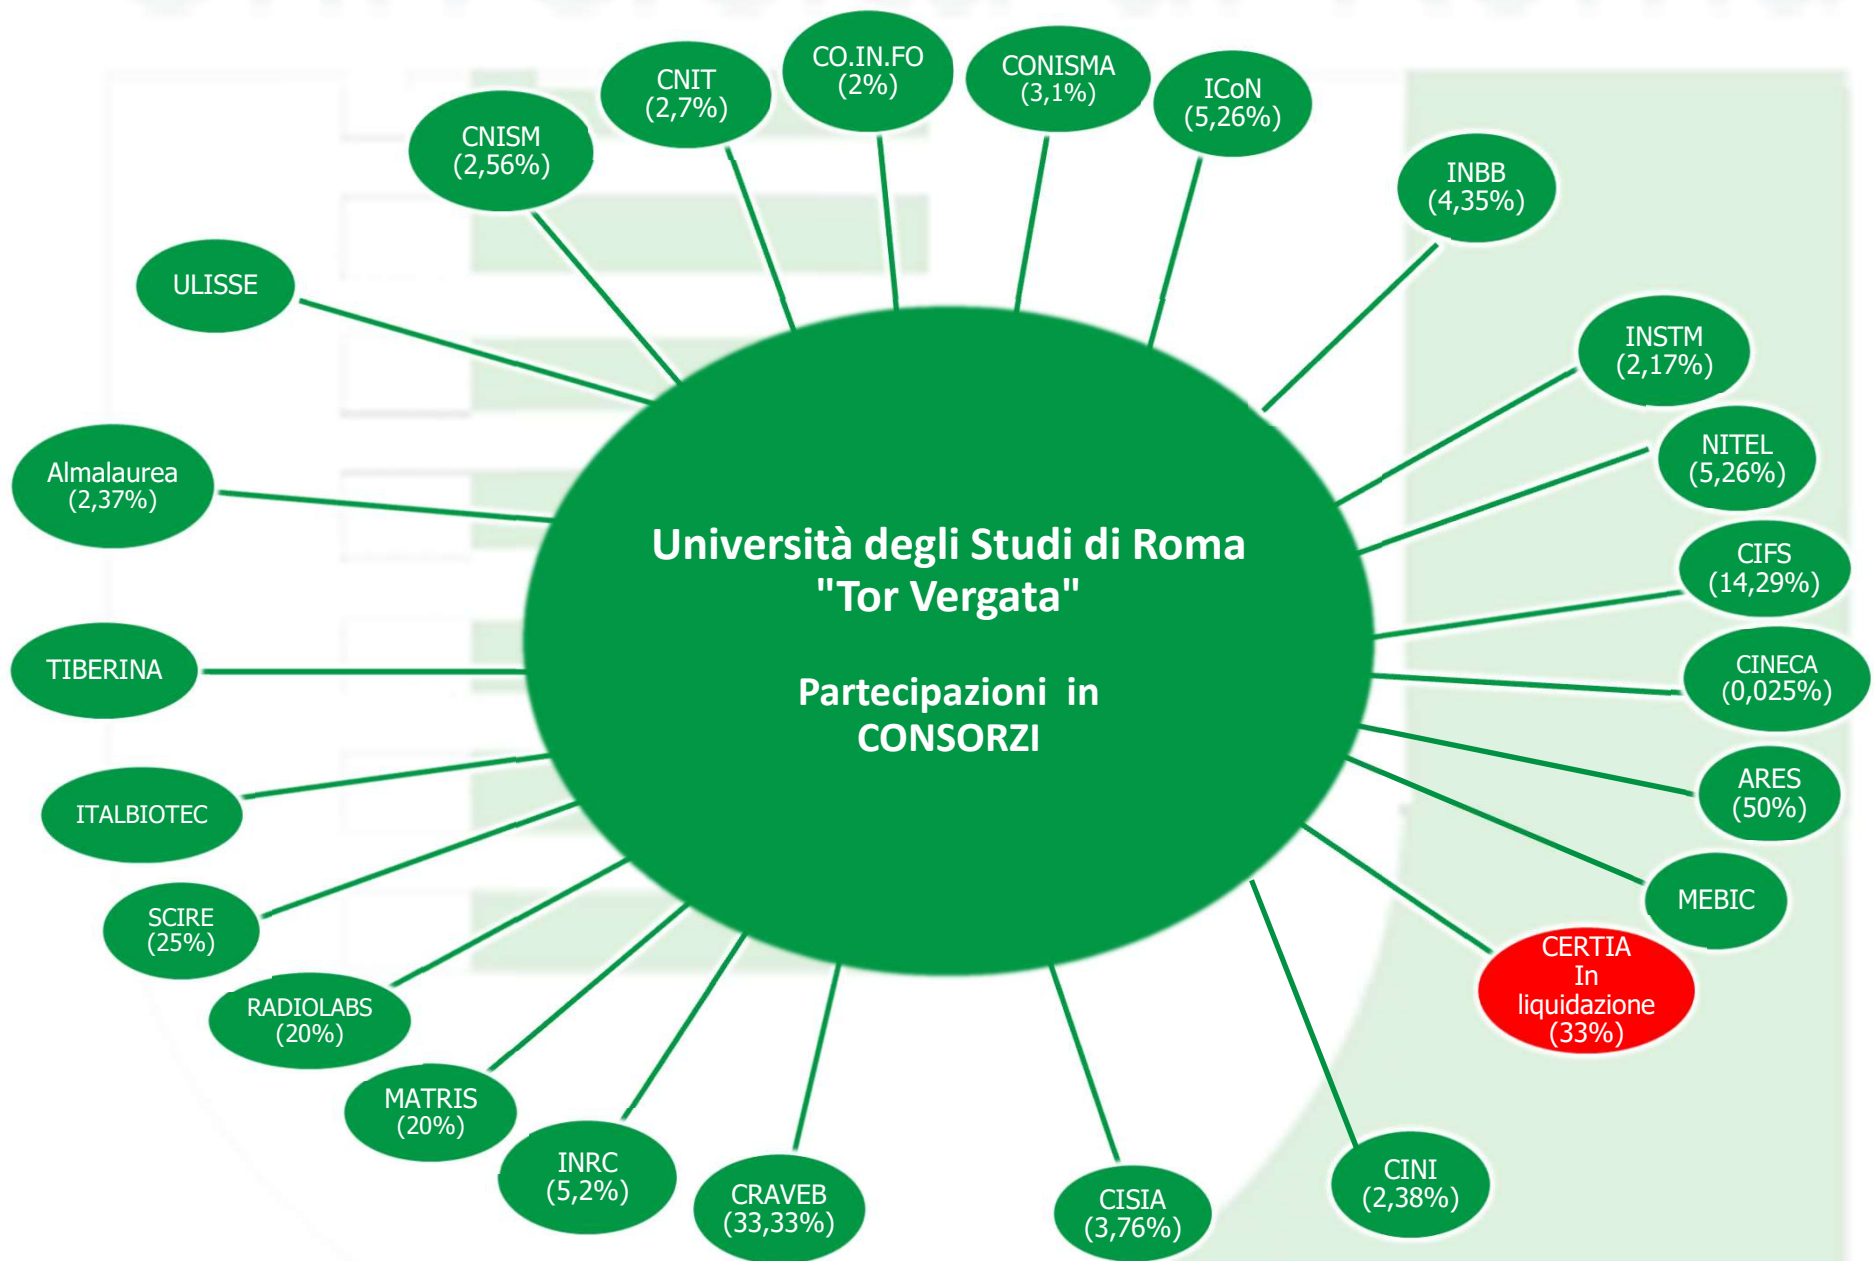 CO.IN.FO
(2%)
CONISMA
(3,1%)
ICoN
(5,26%)
CNIT
(2,7%)
CNISM
(2,56%)
INBB
(4,35%)
ULISSE
INSTM
(2,17%)
NITEL
(5,26%)
Almalaurea
(2,37%)
Università degli Studi di Roma
"Tor Vergata"
Partecipazioni in
CONSORZI
CIFS
(14,29%)
TIBERINA
CINECA
(0,025%)
ARES
(50%)
ITALBIOTEC
MEBIC
SCIRE
(25%)
CERTIA
In
liquidazione
(33%)
RADIOLABS
(20%)
MATRIS
(20%)
INRC
(5,2%)
CRAVEB
(33,33%)
CISIA
(3,76%)
CINI
(2,38%)